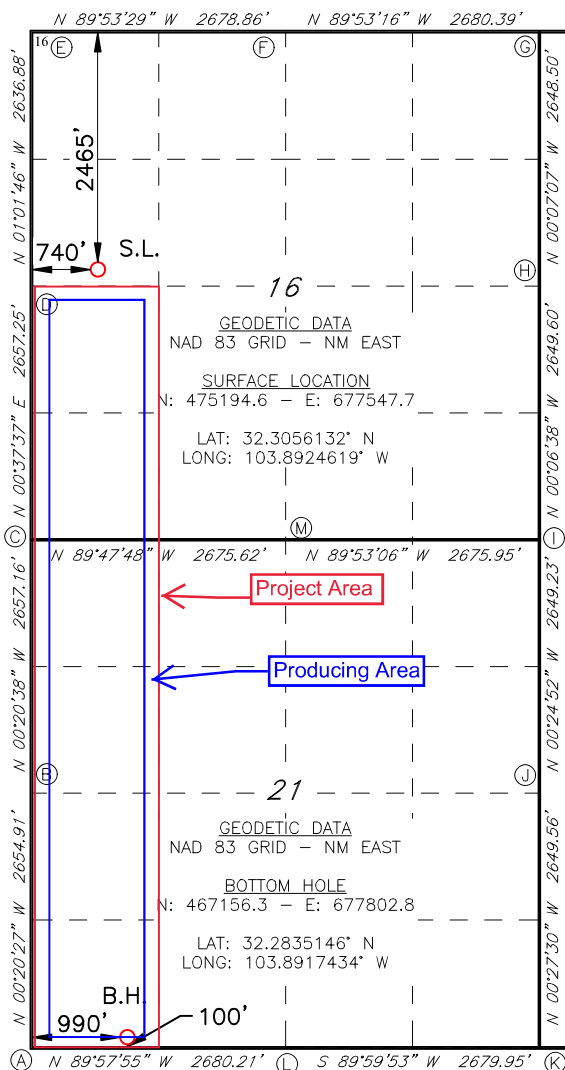 N 89°53'29" W 2678.86' N 89°53'16" W 2680.39'
16 E F G
N 01°01'46" W 2636.88'
2465'
N 00°07'07" W 2648.50'
740' S.L.
H
D
16
GEODETIC DATA
NAD 83 GRID – NM EAST
SURFACE LOCATION
N: 475194.6 – E: 677547.7
LAT: 32.3056132° N
LONG: 103.8924619° W
N 00°37'37" E 2657.25'
N 00°06'38" W 2649.60'
M
C I
N 89°47'48" W 2675.62' N 89°53'06" W 2675.95'
Project Area
Producing Area
N 00°20'38" W 2657.16'
N 00°24'52" W 2649.23'
B J
21
GEODETIC DATA
NAD 83 GRID – NM EAST
BOTTOM HOLE
N: 467156.3 – E: 677802.8
LAT: 32.2835146° N
LONG: 103.8917434° W
N 00°20'27" W 2654.91'
N 00°27'30" W 2649.56'
B.H.
990' 100'
A N 89°57'55" W 2680.21' L S 89°59'53" W 2679.95' K